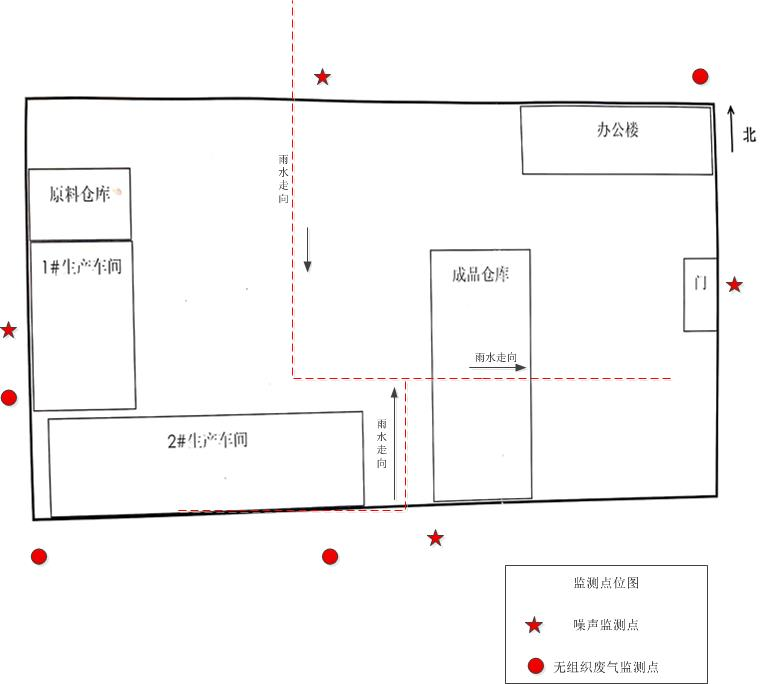 办公楼
北
雨水走向
原料仓库
1#生产车间
成品仓库
门
雨水走向
雨水走向
2#生产车间
监测点位图
噪声监测点
无组织废气监测点